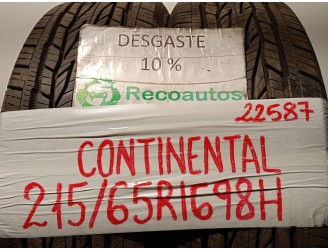 DESGASTE
10 %
Recoautos
22587
CONTINENTAL
215/65R1698H